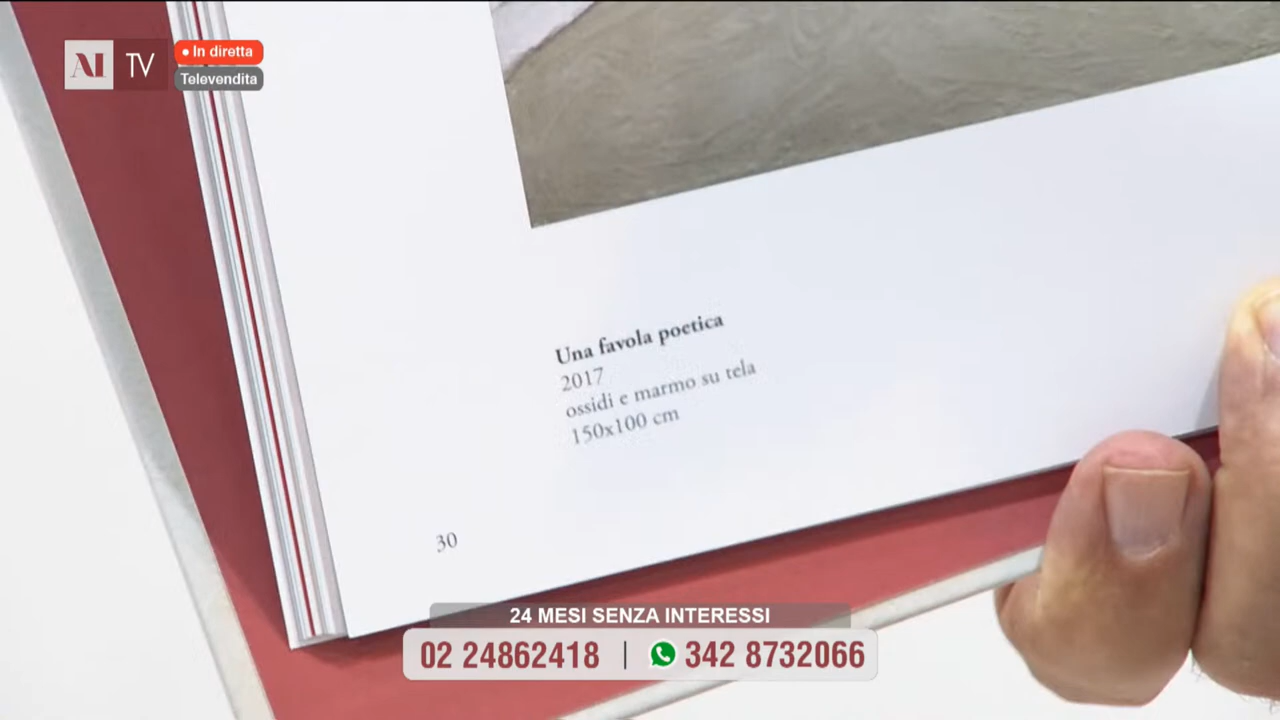 AI TV
In diretta
Televendita
Una favola poetica
2017
ossidi e marmo su tela
150x100 cm
30
24 MESI SENZA INTERESSI
02 24862418 | 342 8732066